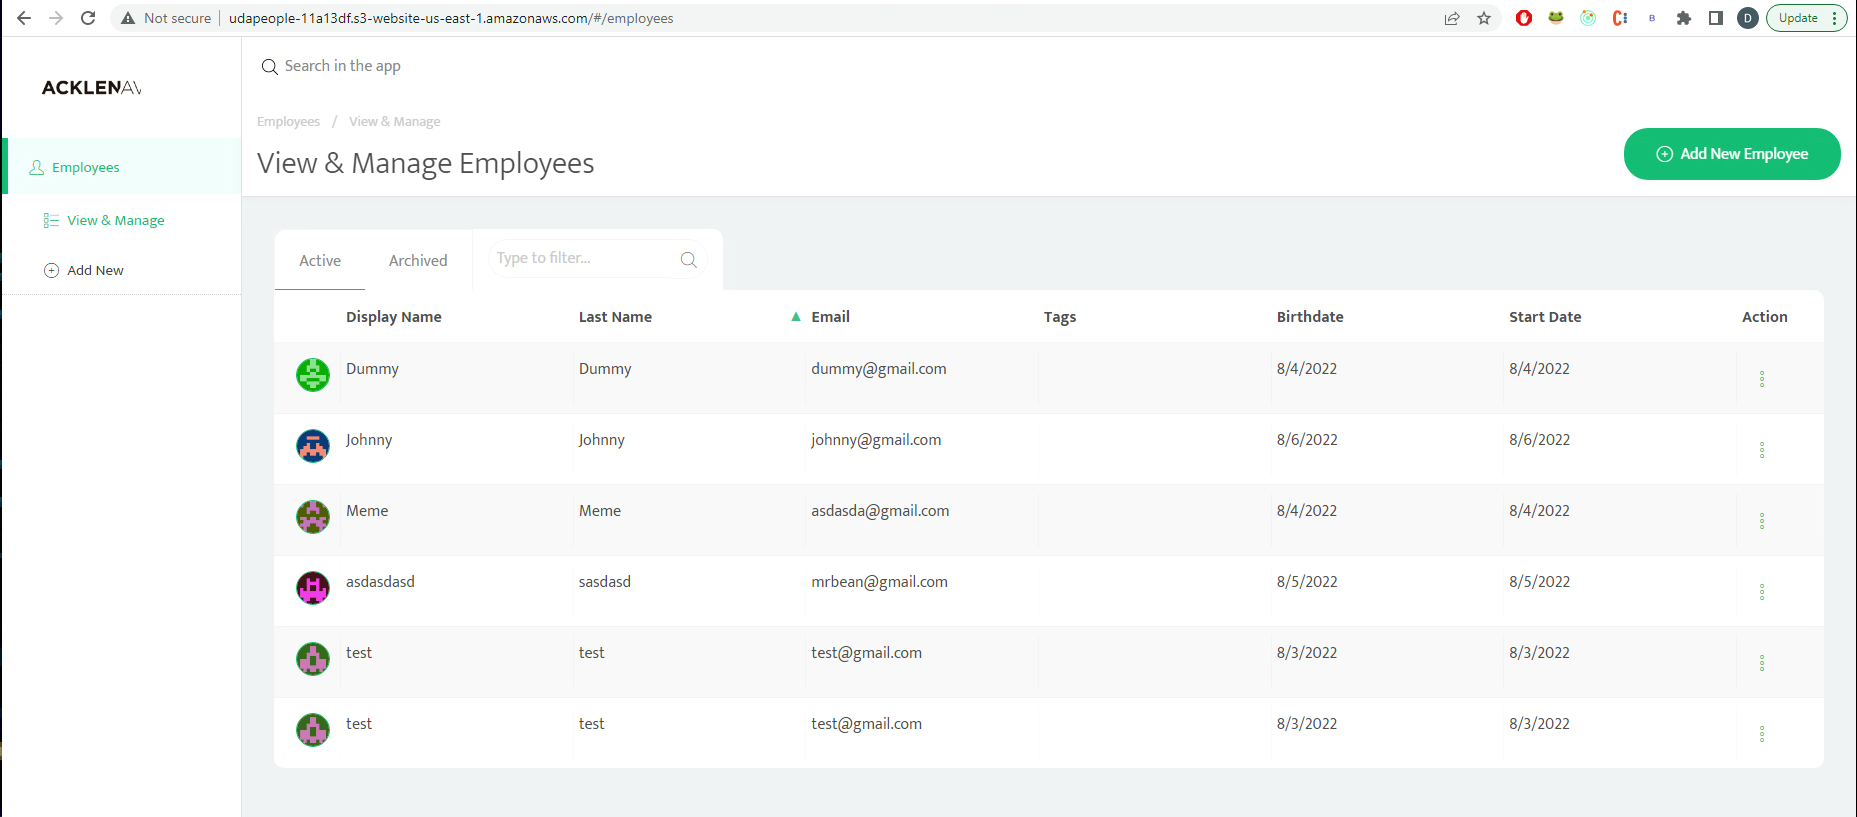 Not secure udapeople-11a13df.s3-website-us-east-1.amazonaws.com/#/employees D Update
ACKLENAV
Search in the app
Employees / View & Manage
View & Manage Employees
Add New Employee
Employees
View & Manage
Add New
Active Archived Type to filter...
Display Name Last Name ▲ Email Tags Birthdate Start Date Action
Dummy Dummy dummy@gmail.com 8/4/2022 8/4/2022
Johnny Johnny johnny@gmail.com 8/6/2022 8/6/2022
Meme Meme asdasda@gmail.com 8/4/2022 8/4/2022
asdasdasd sasdasd mrbean@gmail.com 8/5/2022 8/5/2022
test test test@gmail.com 8/3/2022 8/3/2022
test test test@gmail.com 8/3/2022 8/3/2022